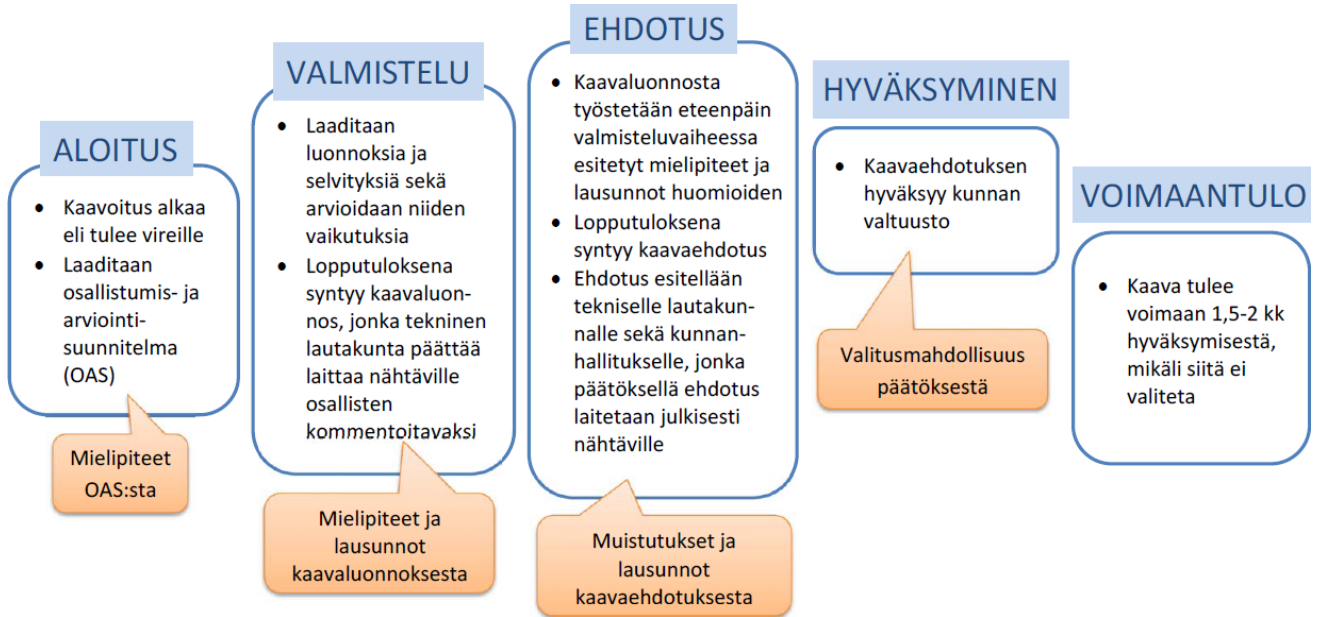 ALOITUS
• Kaavoitus alkaa
eli tulee vireille
• Laaditaan
osallistumis- ja
arviointi-
suunnitelma
(OAS)
Mielipiteet
OAS:sta
VALMISTELU
• Laaditaan
luonnoksia ja
selvityksiä sekä
arvioidaan niiden
vaikutuksia
• Lopputuloksena
syntyy kaavaluon-
nos, jonka tekninen
lautakunta päättää
laittaa nähtäville
osallisten
kommentoitavaksi
Mielipiteet ja
lausunnot
kaavaluonnoksesta
EHDOTUS
• Kaavaluonnosta
työstetään eteenpäin
valmisteluvaiheessa
esitetyt mielipiteet ja
lausunnot huomioiden
• Lopputuloksena
syntyy kaavaehdotus
• Ehdotus esitellään
tekniselle lautakun-
nalle sekä kunnan-
hallitukselle, jonka
päätöksellä ehdotus
laitetaan julkisesti
nähtäville
Muistutukset ja
lausunnot
kaavaehdotuksesta
HYVÄKSYMINEN
• Kaavaehdotuksen
hyväksyy kunnan
valtuusto
Valitusmahdollisuus
päätöksestä
VOIMAANTULO
• Kaava tulee
voimaan 1,5-2 kk
hyväksymisestä,
mikäli siitä ei
valiteta